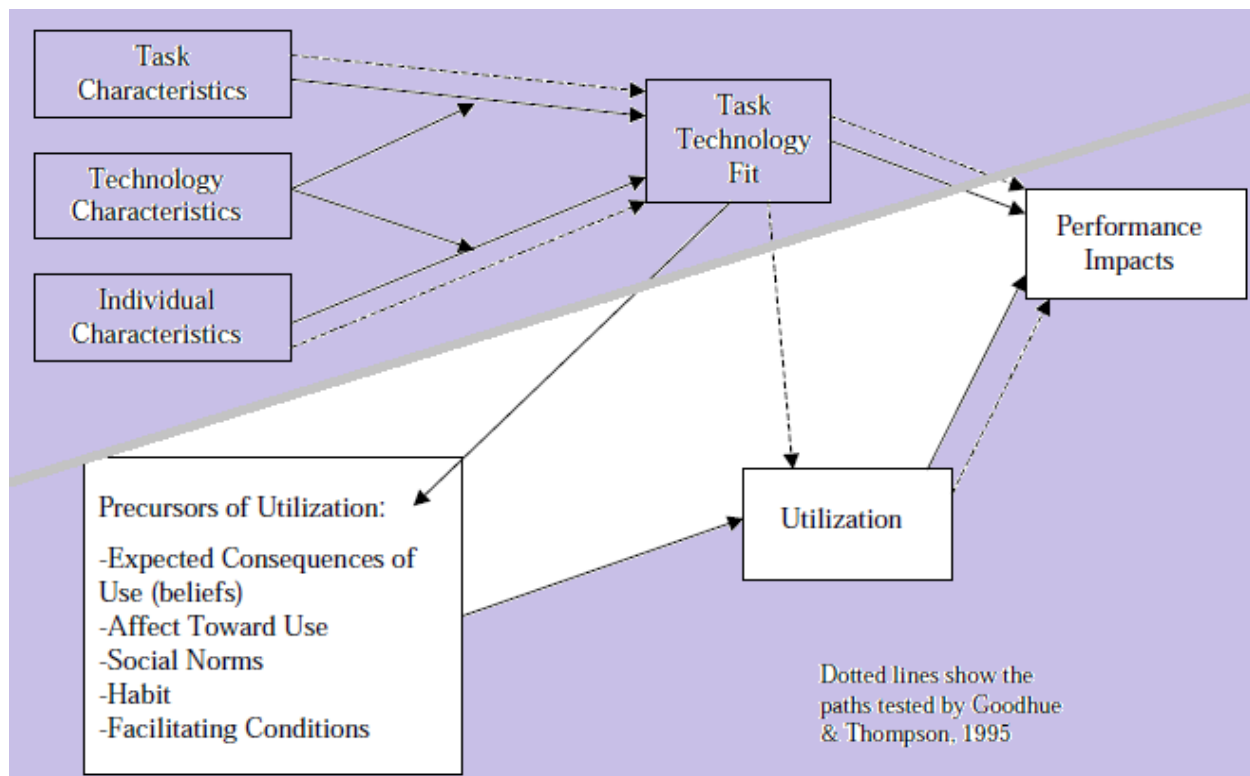 Task
Characteristics
Technology
Characteristics
Individual
Characteristics
Task
Technology
Fit
Performance
Impacts
Precursors of Utilization:
-Expected Consequences of
Use (beliefs)
-Affect Toward Use
-Social Norms
-Habit
-Facilitating Conditions
Utilization
Dotted lines show the
paths tested by Goodhue
& Thompson, 1995